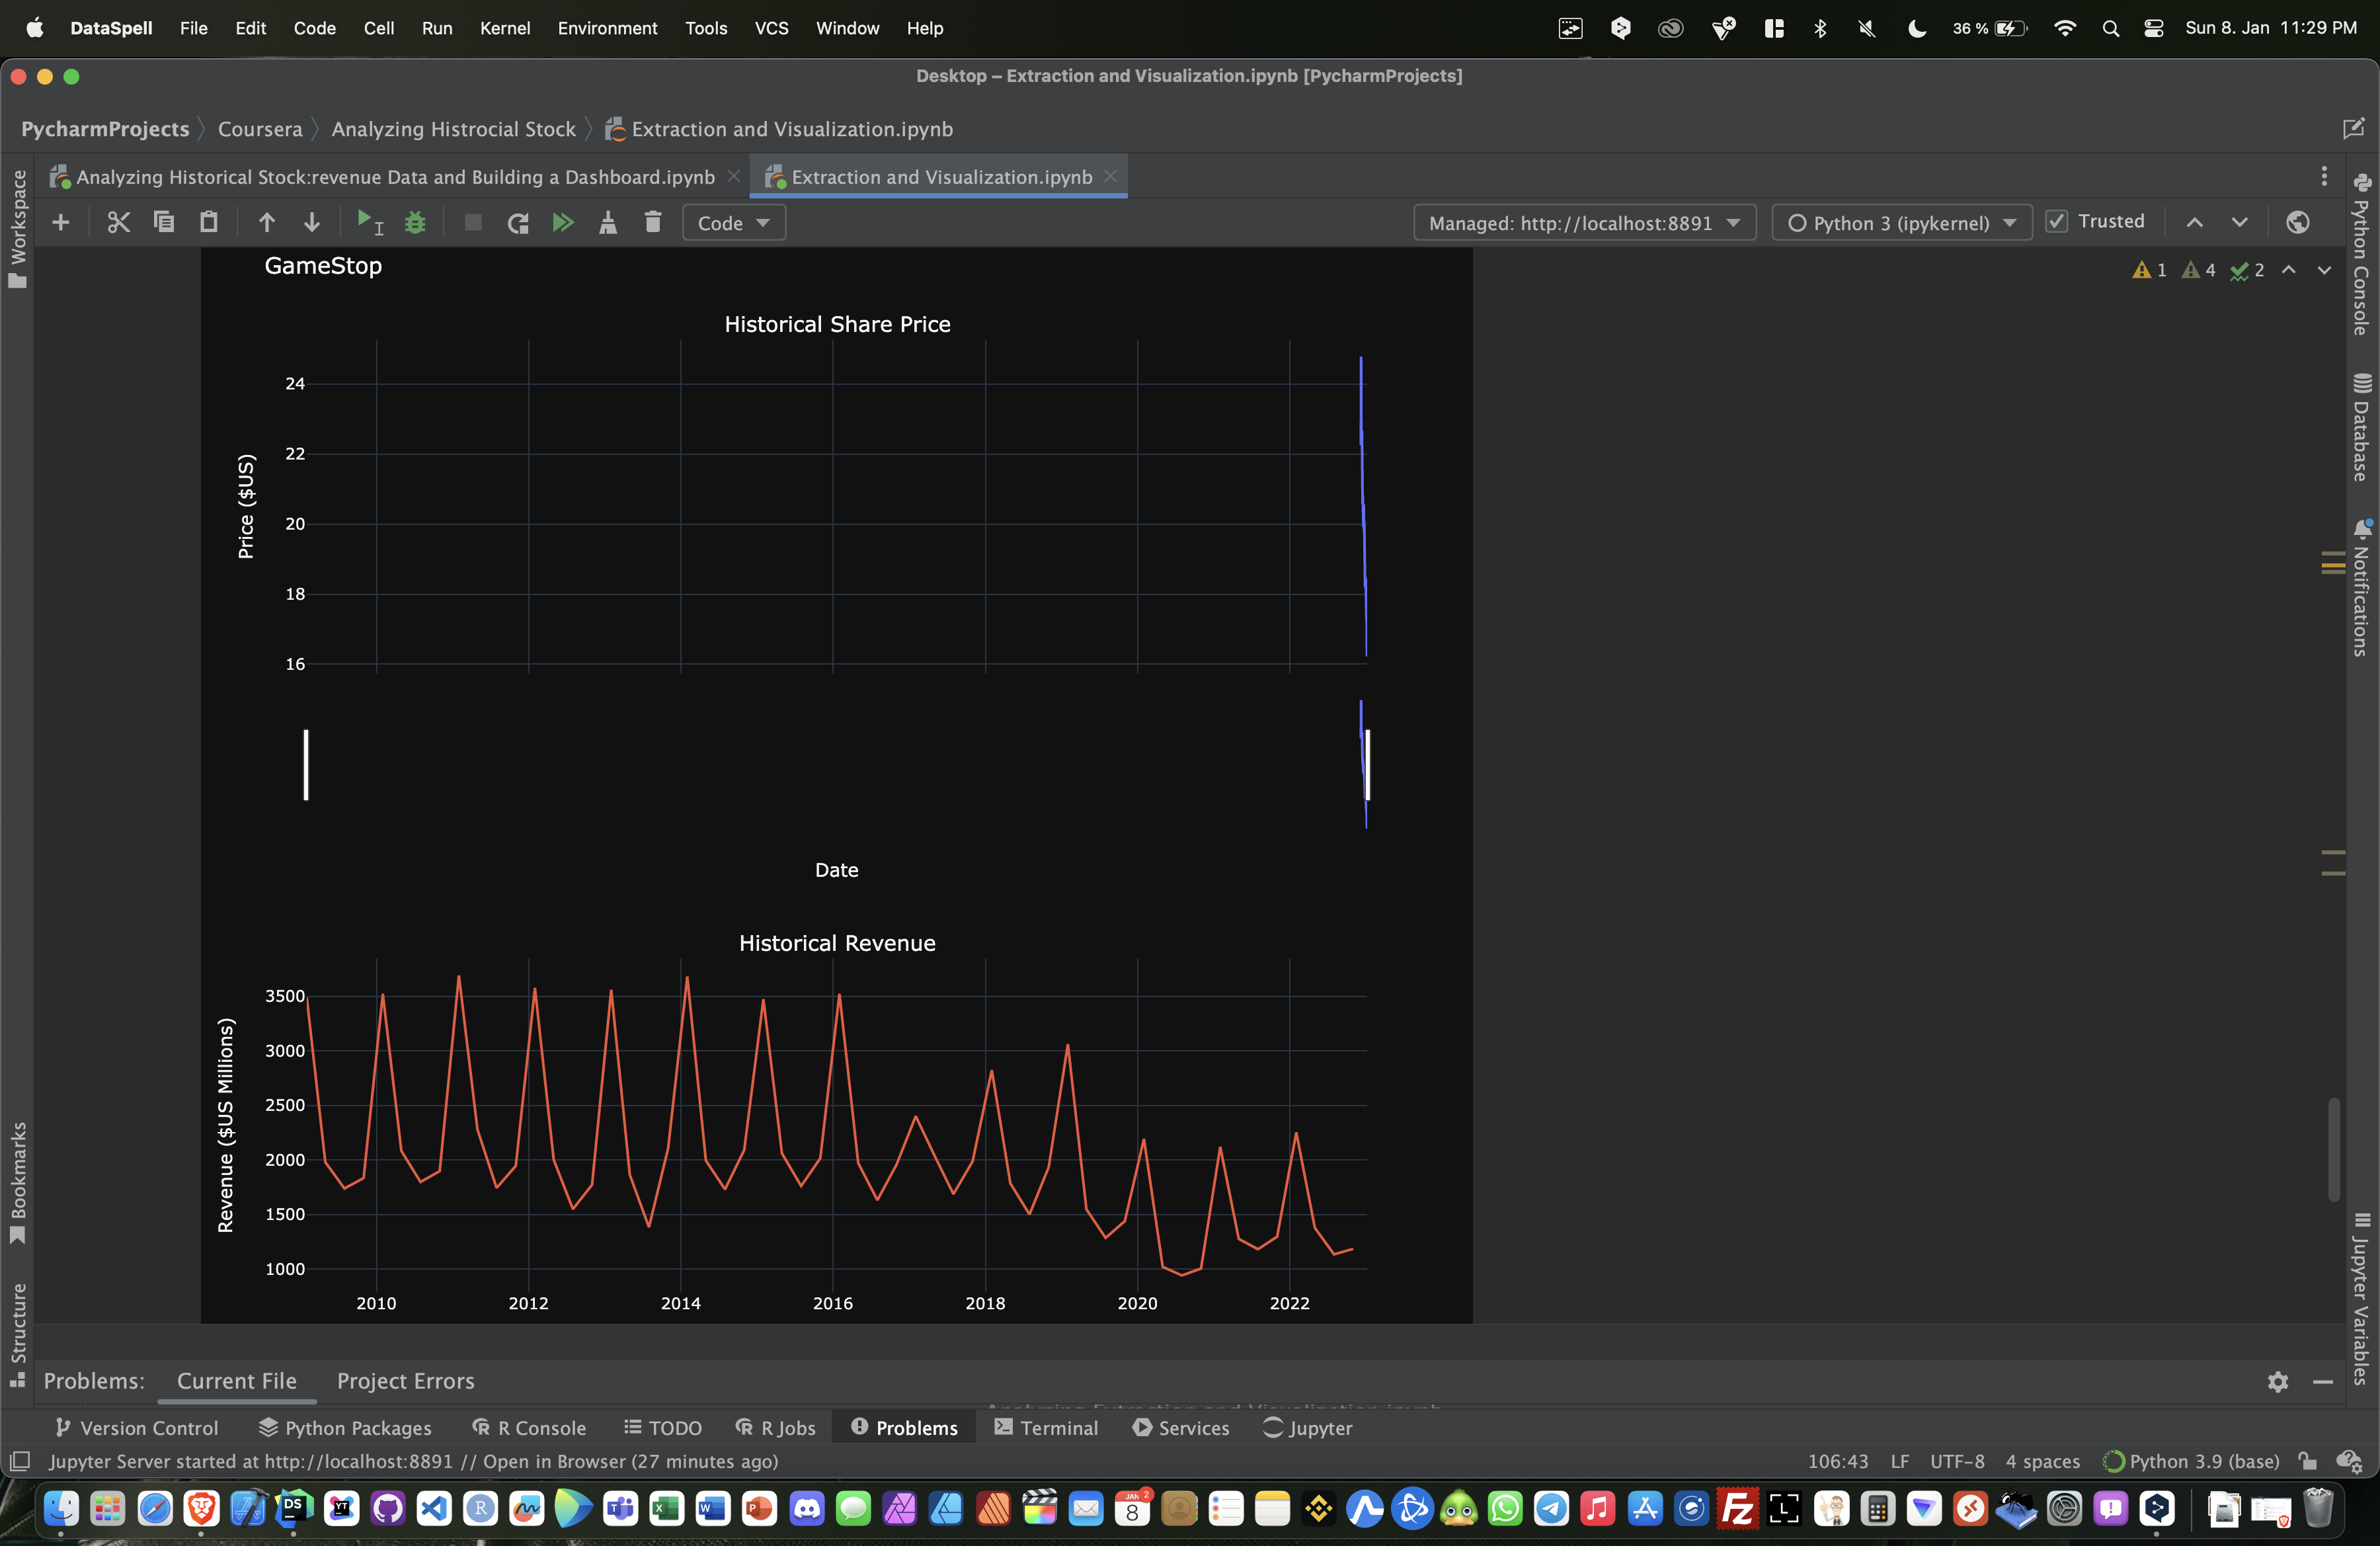 DataSpell File Edit Code Cell Run Kernel Environment Tools VCS Window Help 36 % Sun 8. Jan 11:29 PM
Desktop – Extraction and Visualization.ipynb [PycharmProjects]
PycharmProjects Coursera Analyzing Histrocial Stock Extraction and Visualization.ipynb
Analyzing Historical Stock:revenue Data and Building a Dashboard.ipynb Extraction and Visualization.ipynb
Code Managed: http://localhost:8891 Python 3 (ipykernel) Trusted
Workspace
Bookmarks
Structure
Python Console
Database
Notifications
Jupyter Variables
1 4 2
GameStop
Historical Share Price
Price ($US)
24
22
20
18
16
Date
Historical Revenue
Revenue ($US Millions)
3500
3000
2500
2000
1500
1000
2010 2012 2014 2016 2018 2020 2022
Problems: Current File Project Errors
Version Control Python Packages R Console TODO R Jobs Problems Terminal Services Jupyter
Jupyter Server started at http://localhost:8891 // Open in Browser (27 minutes ago) 106:43 LF UTF-8 4 spaces Python 3.9 (base)
DS YT R X W P JAN 2 8 FZ